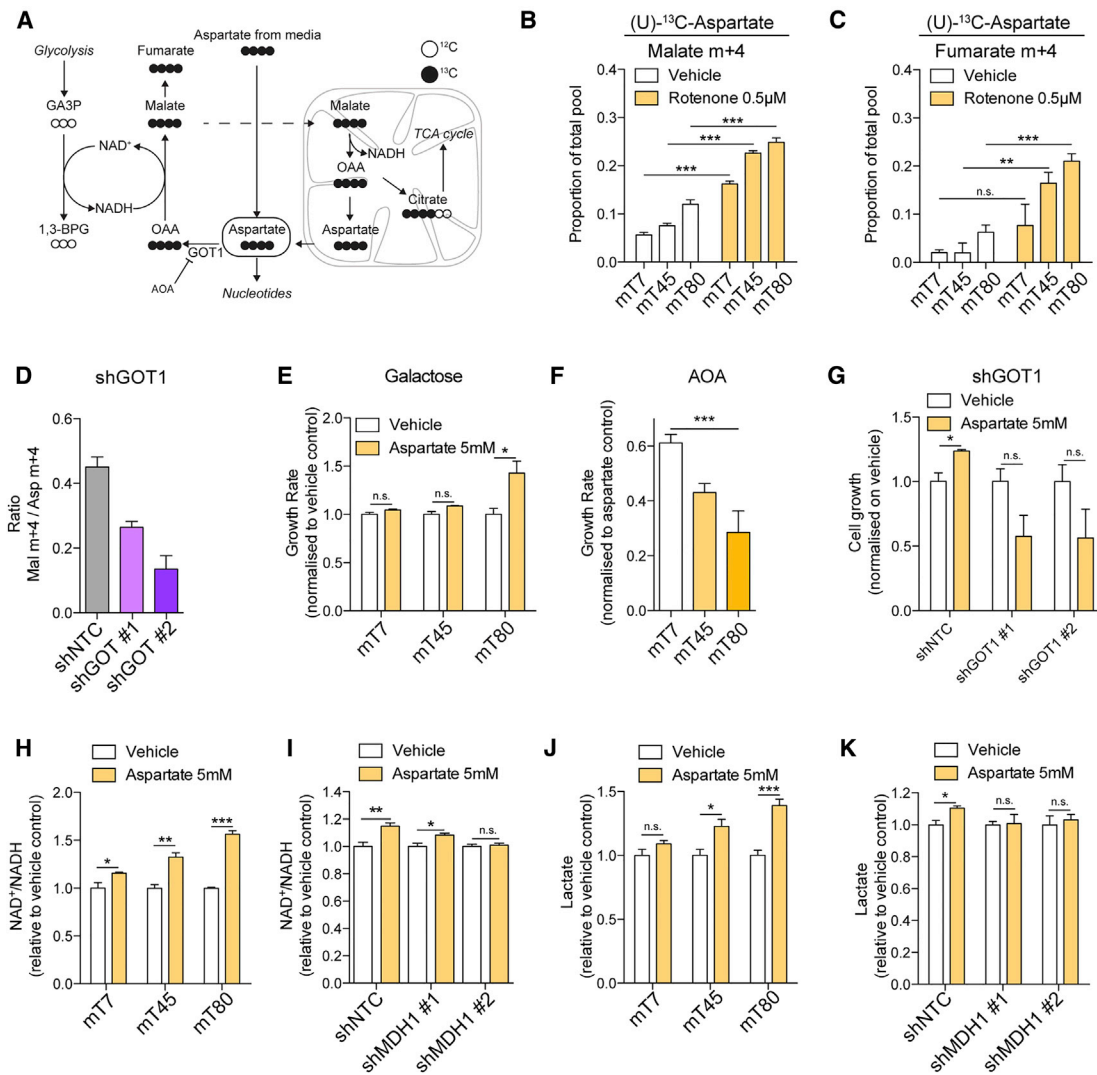 A
Glycolysis
Fumarate
Aspartate from media
12C
13C
GA3P
Malate
Malate
TCA cycle
NAD+
NADH
OAA
Citrate
NADH
1,3-BPG
OAA
GOT1
Aspartate
Aspartate
AOA
Nucleotides
B
(U)-13C-Aspartate
Malate m+4
Vehicle
Rotenone 0.5µM
Proportion of total pool
0.4
0.3
0.2
0.1
0.0
***
***
***
mT7
mT45
mT80
mT7
mT45
mT80
C
(U)-13C-Aspartate
Fumarate m+4
Vehicle
Rotenone 0.5µM
Proportion of total pool
0.4
0.3
0.2
0.1
0.0
***
**
n.s.
mT7
mT45
mT80
mT7
mT45
mT80
D
shGOT1
Ratio
Mal m+4 / Asp m+4
0.6
0.4
0.2
0.0
shNTC
shGOT #1
shGOT #2
E
Galactose
Vehicle
Aspartate 5mM
Growth Rate
(normalised to vehicle control)
2.0
1.5
1.0
0.5
0.0
n.s.
n.s.
*
mT7
mT45
mT80
F
AOA
Growth Rate
(normalised to aspartate control)
0.6
0.4
0.2
0.0
***
mT7
mT45
mT80
G
shGOT1
Vehicle
Aspartate 5mM
Cell growth
(normalised on vehicle)
1.5
1.0
0.5
0.0
*
n.s.
n.s.
shNTC
shGOT1 #1
shGOT1 #2
H
Vehicle
Aspartate 5mM
NAD+/NADH
(relative to vehicle control)
2.0
1.5
1.0
0.5
0.0
*
**
***
mT7
mT45
mT80
I
Vehicle
Aspartate 5mM
NAD+/NADH
(relative to vehicle control)
1.4
1.2
1.0
0.8
0.6
0.4
0.2
0.0
**
*
n.s.
shNTC
shMDH1 #1
shMDH1 #2
J
Vehicle
Aspartate 5mM
Lactate
(relative to vehicle control)
1.5
1.0
0.5
0.0
n.s.
*
***
mT7
mT45
mT80
K
Vehicle
Aspartate 5mM
Lactate
(relative to vehicle control)
1.2
1.0
0.8
0.6
0.4
0.2
0.0
*
n.s.
n.s.
shNTC
shMDH1 #1
shMDH1 #2